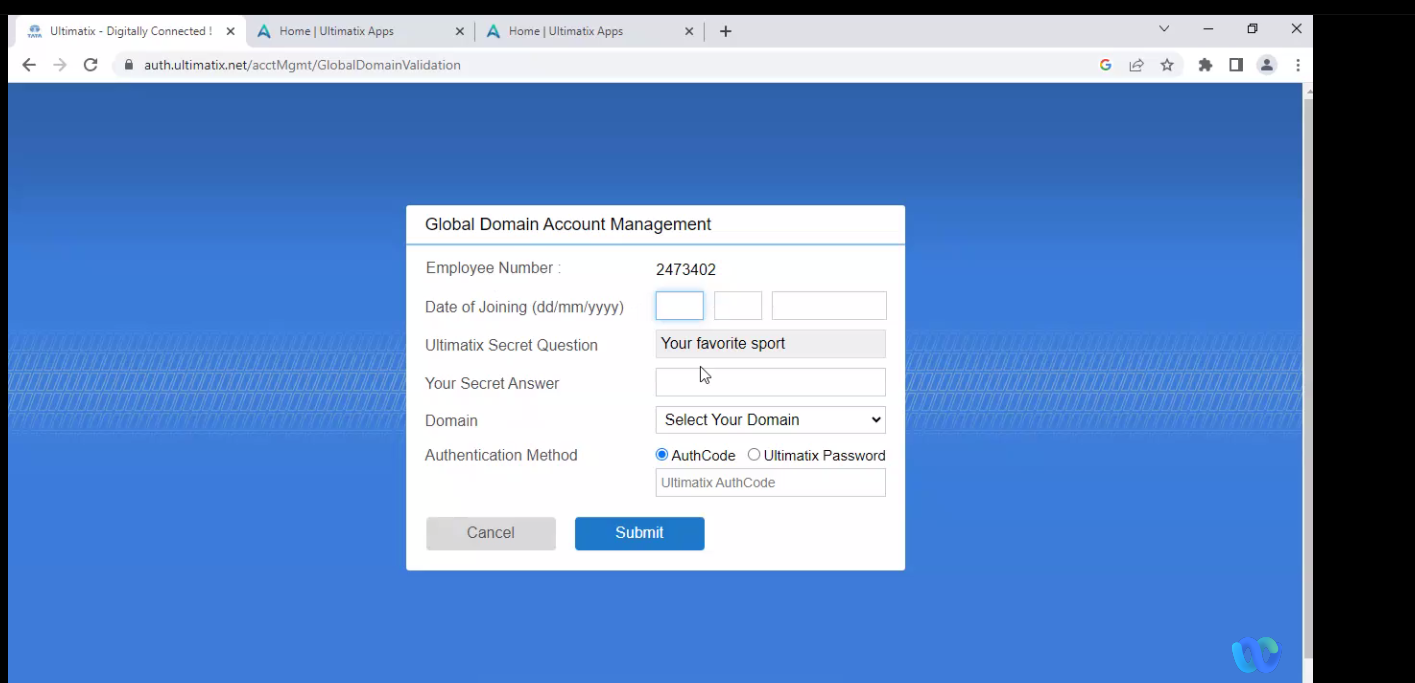 Ultimatix - Digitally Connected ! Home | Ultimatix Apps Home | Ultimatix Apps
auth.ultimatix.net/acctMgmt/GlobalDomainValidation
Global Domain Account Management
Employee Number : 2473402
Date of Joining (dd/mm/yyyy)
Ultimatix Secret Question Your favorite sport
Your Secret Answer
Domain Select Your Domain
Authentication Method AuthCode Ultimatix Password
Ultimatix AuthCode
Cancel Submit